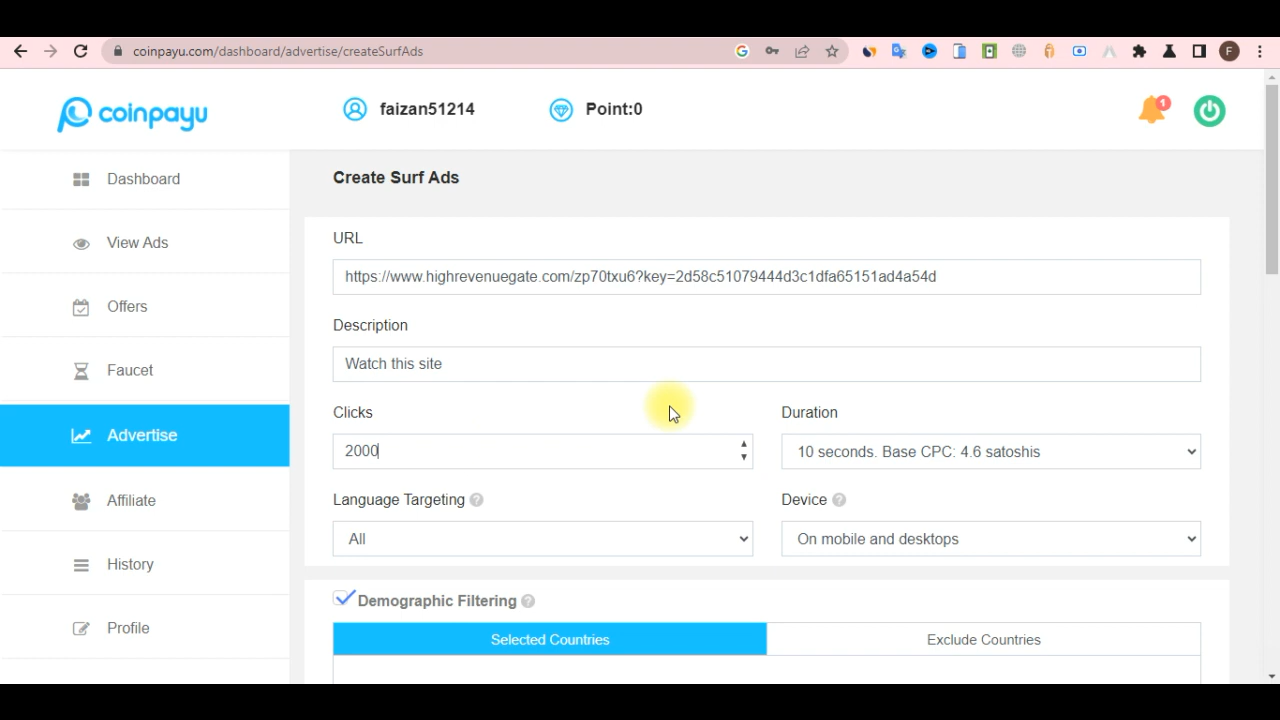 coinpayu.com/dashboard/advertise/createSurfAds
F
coinpayu
faizan51214
Point:0
1
Dashboard
View Ads
Offers
Faucet
Advertise
Affiliate
History
Profile
Create Surf Ads
URL
https://www.highrevenuegate.com/zp70txu6?key=2d58c51079444d3c1dfa65151ad4a54d
Description
Watch this site
Clicks
Duration
2000
10 seconds. Base CPC: 4.6 satoshis
Language Targeting ?
Device ?
All
On mobile and desktops
Demographic Filtering ?
Selected Countries
Exclude Countries